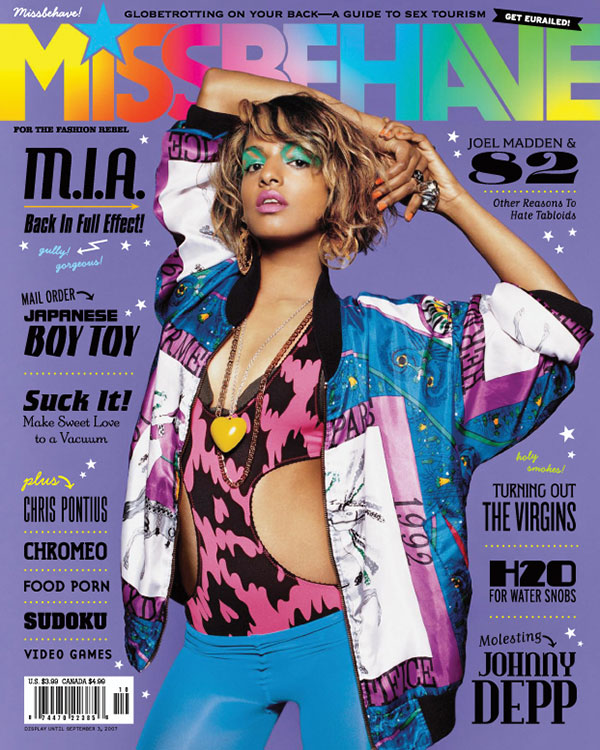 Missbehave!
GLOBETROTTING ON YOUR BACK—A GUIDE TO SEX TOURISM
GET EURAILED!
MISSBEHAVE
FOR THE FASHION REBEL
M.I.A.
Back In Full Effect!
gully!
gorgeous!
MAIL ORDER
JAPANESE
BOY TOY
Suck It!
Make Sweet Love
to a Vacuum
plus
CHRIS PONTIUS
CHROMEO
FOOD PORN
SUDOKU
VIDEO GAMES
U.S. $3.99 CANADA $4.99
DISPLAY UNTIL SEPTEMBER 3, 2007
JOEL MADDEN &
82
Other Reasons To
Hate Tabloids
PARIS
1992
holy
smokes!
TURNING OUT
THE VIRGINS
H2O
FOR WATER SNOBS
Molesting
JOHNNY
DEPP